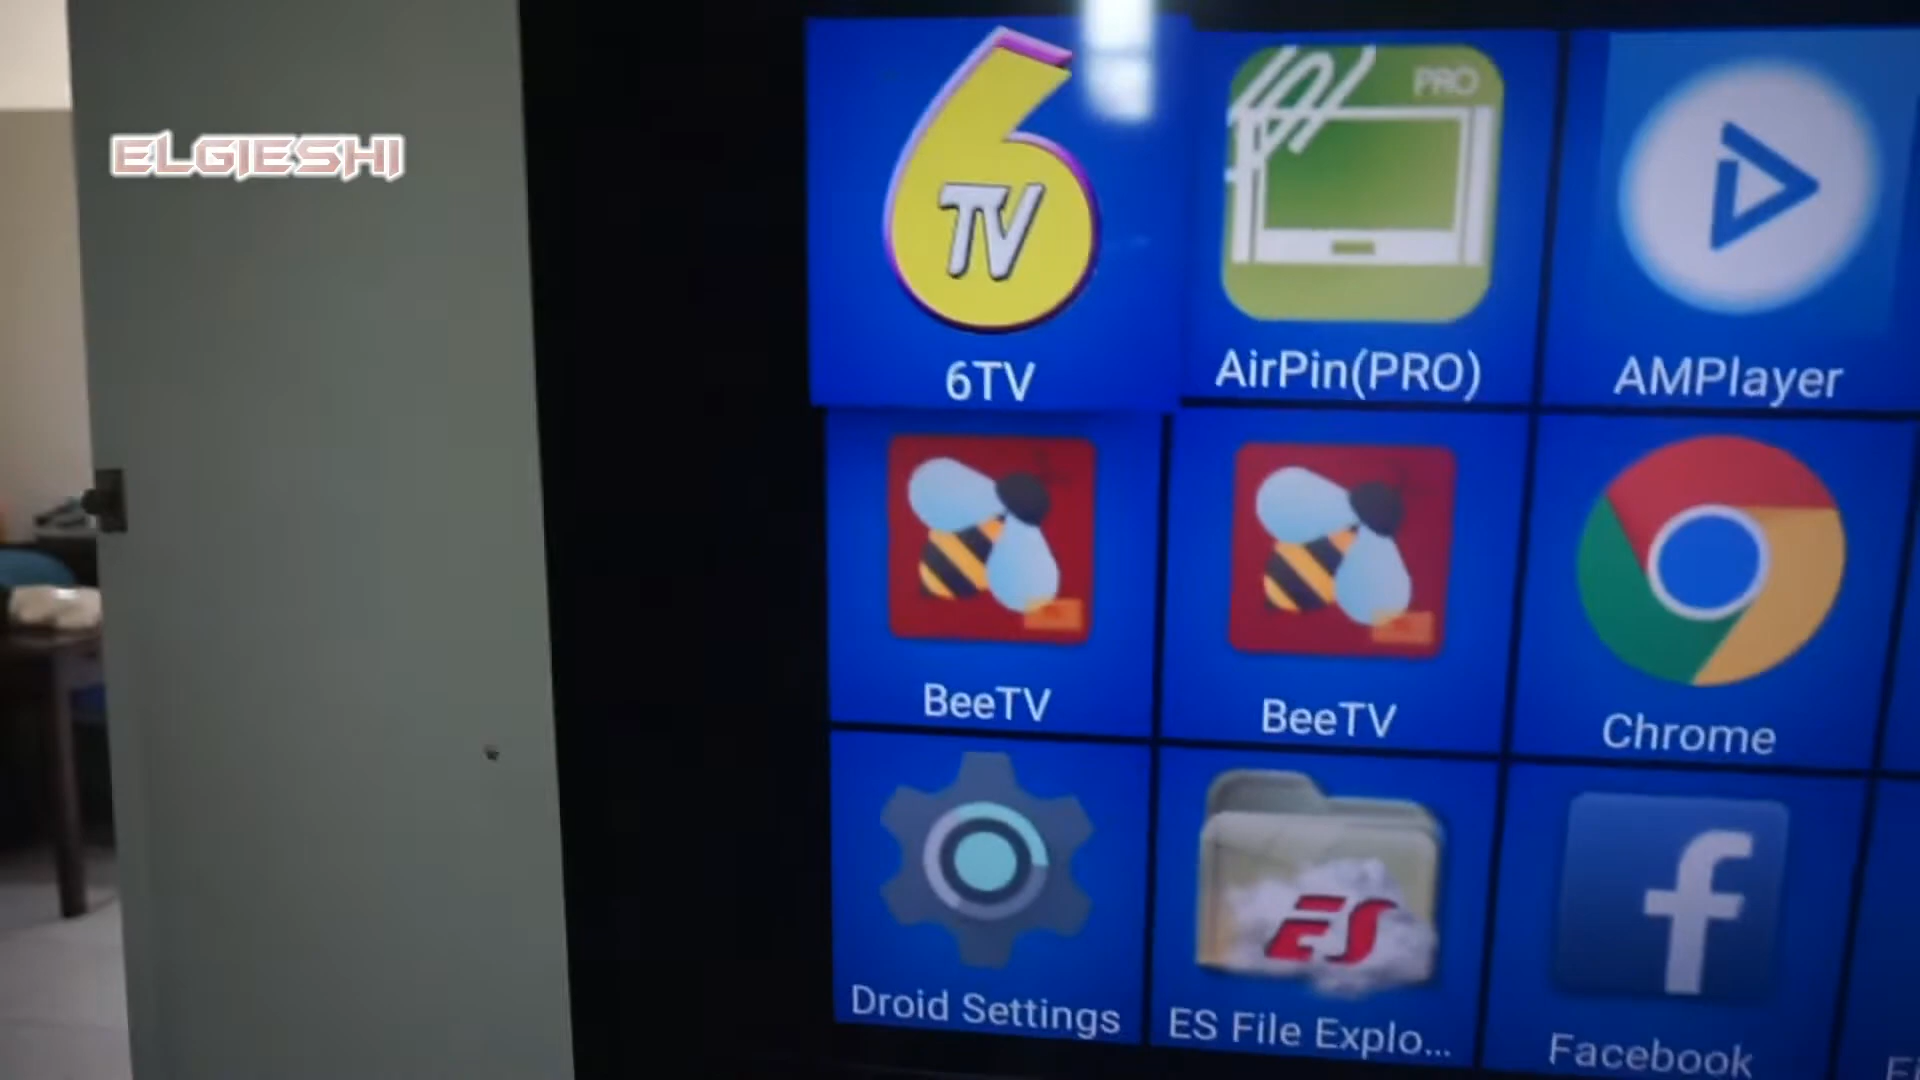 ELGIESHI
6 TV
PRO
6TV
AirPin(PRO)
AMPlayer
BeeTV
BeeTV
Chrome
ES
f
Droid Settings
ES File Explo...
Facebook